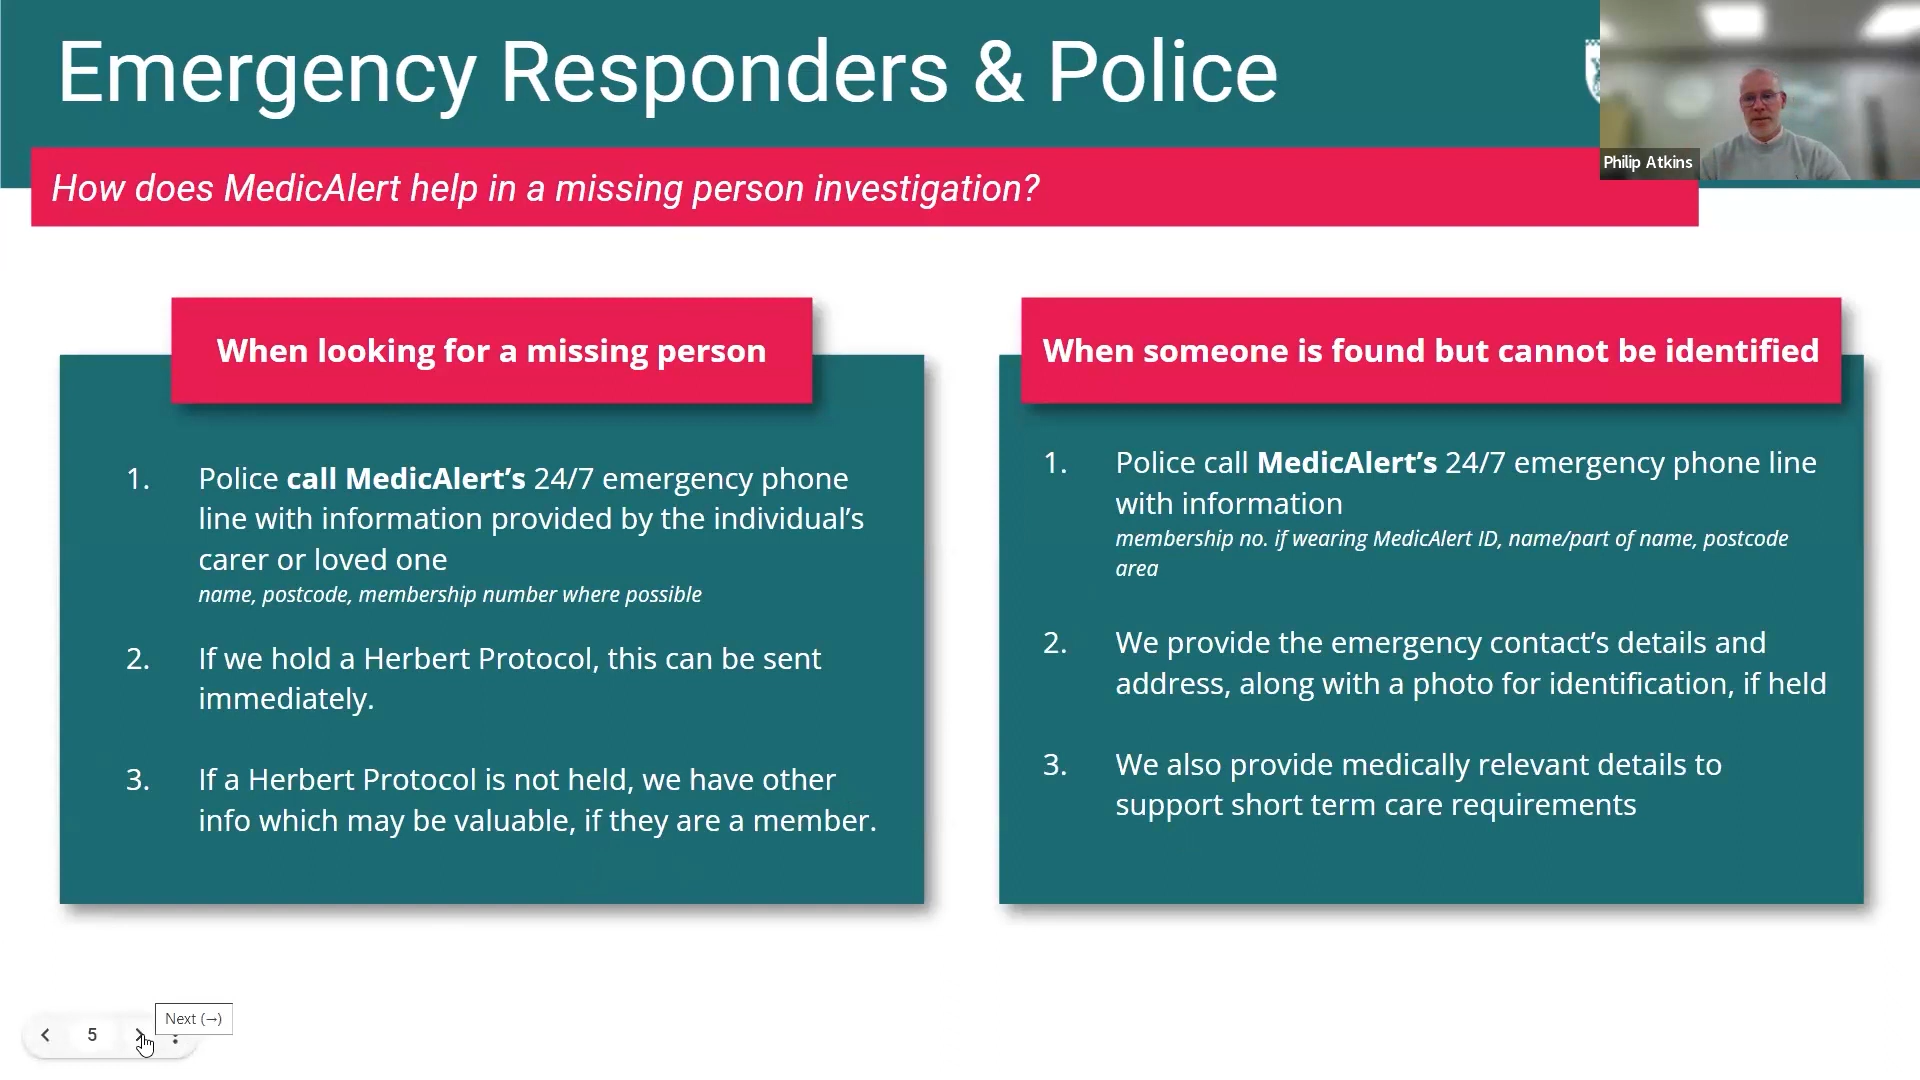 Emergency Responders & Police
Philip Atkins
How does MedicAlert help in a missing person investigation?
When looking for a missing person
1. Police call MedicAlert’s 24/7 emergency phone
line with information provided by the individual’s
carer or loved one
name, postcode, membership number where possible
2. If we hold a Herbert Protocol, this can be sent
immediately.
3. If a Herbert Protocol is not held, we have other
info which may be valuable, if they are a member.
When someone is found but cannot be identified
1. Police call MedicAlert’s 24/7 emergency phone line
with information
membership no. if wearing MedicAlert ID, name/part of name, postcode
area
2. We provide the emergency contact’s details and
address, along with a photo for identification, if held
3. We also provide medically relevant details to
support short term care requirements
Next (→)
5